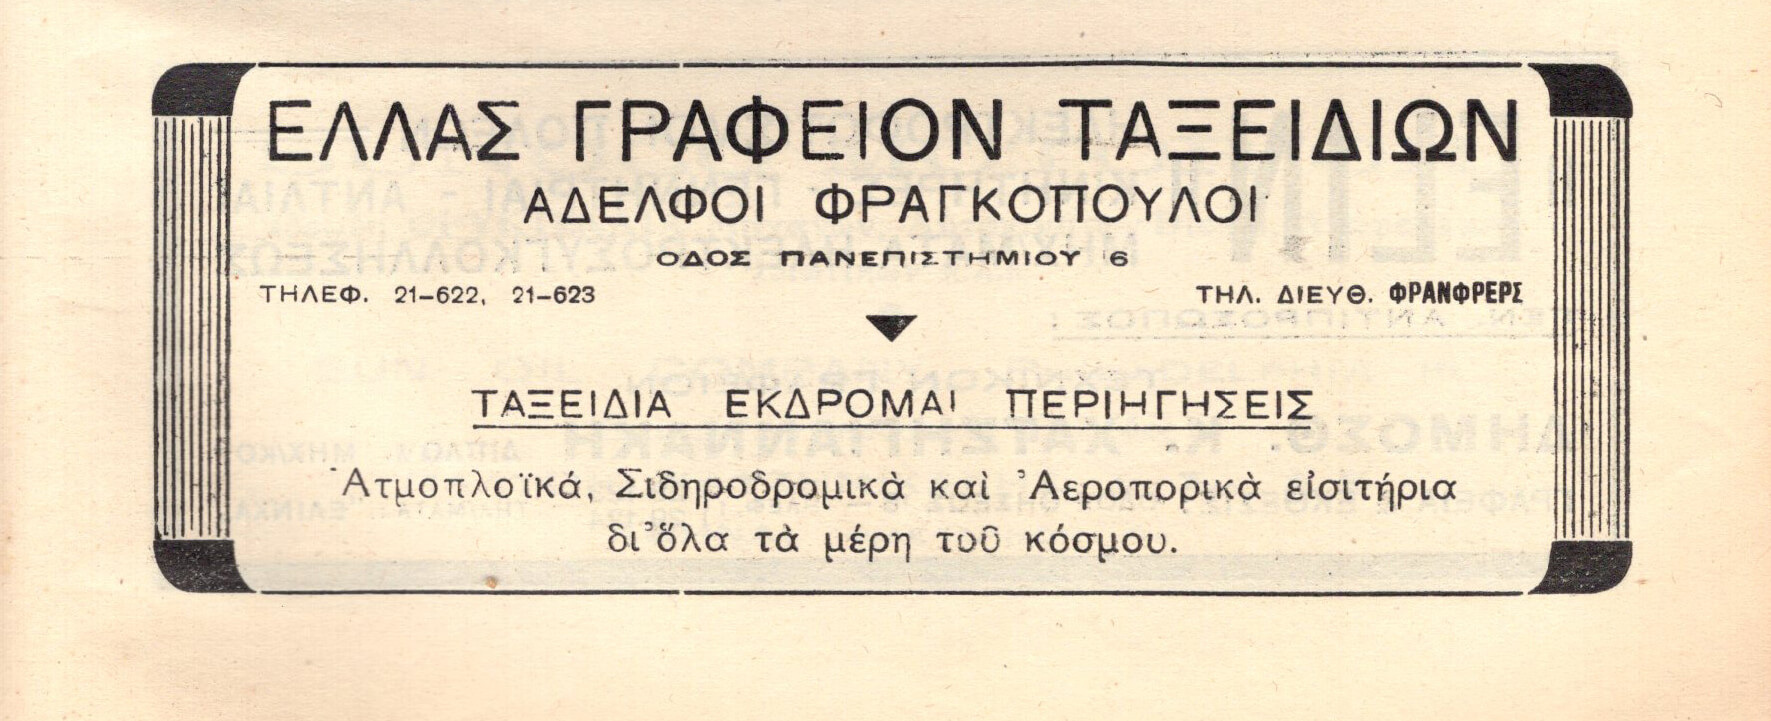 ΕΛΛΑΣ ΓΡΑΦΕΙΟΝ ΤΑΞΕΙΔΙΩΝ
ΑΔΕΛΦΟΙ ΦΡΑΓΚΟΠΟΥΛΟΙ
ΟΔΟΣ ΠΑΝΕΠΙΣΤΗΜΙΟΥ 6
ΤΗΛΕΦ. 21-622, 21-623 ΤΗΛ. ΔΙΕΥΘ. ΦΡΑΝΦΡΕΡΣ
ΤΑΞΕΙΔΙΑ ΕΚΔΡΟΜΑΙ ΠΕΡΙΗΓΗΣΕΙΣ
Ἀτμοπλοϊκά, Σιδηροδρομικὰ καὶ Ἀεροπορικὰ εἰσιτήρια
δι' ὅλα τὰ μέρη τοῦ κόσμου.